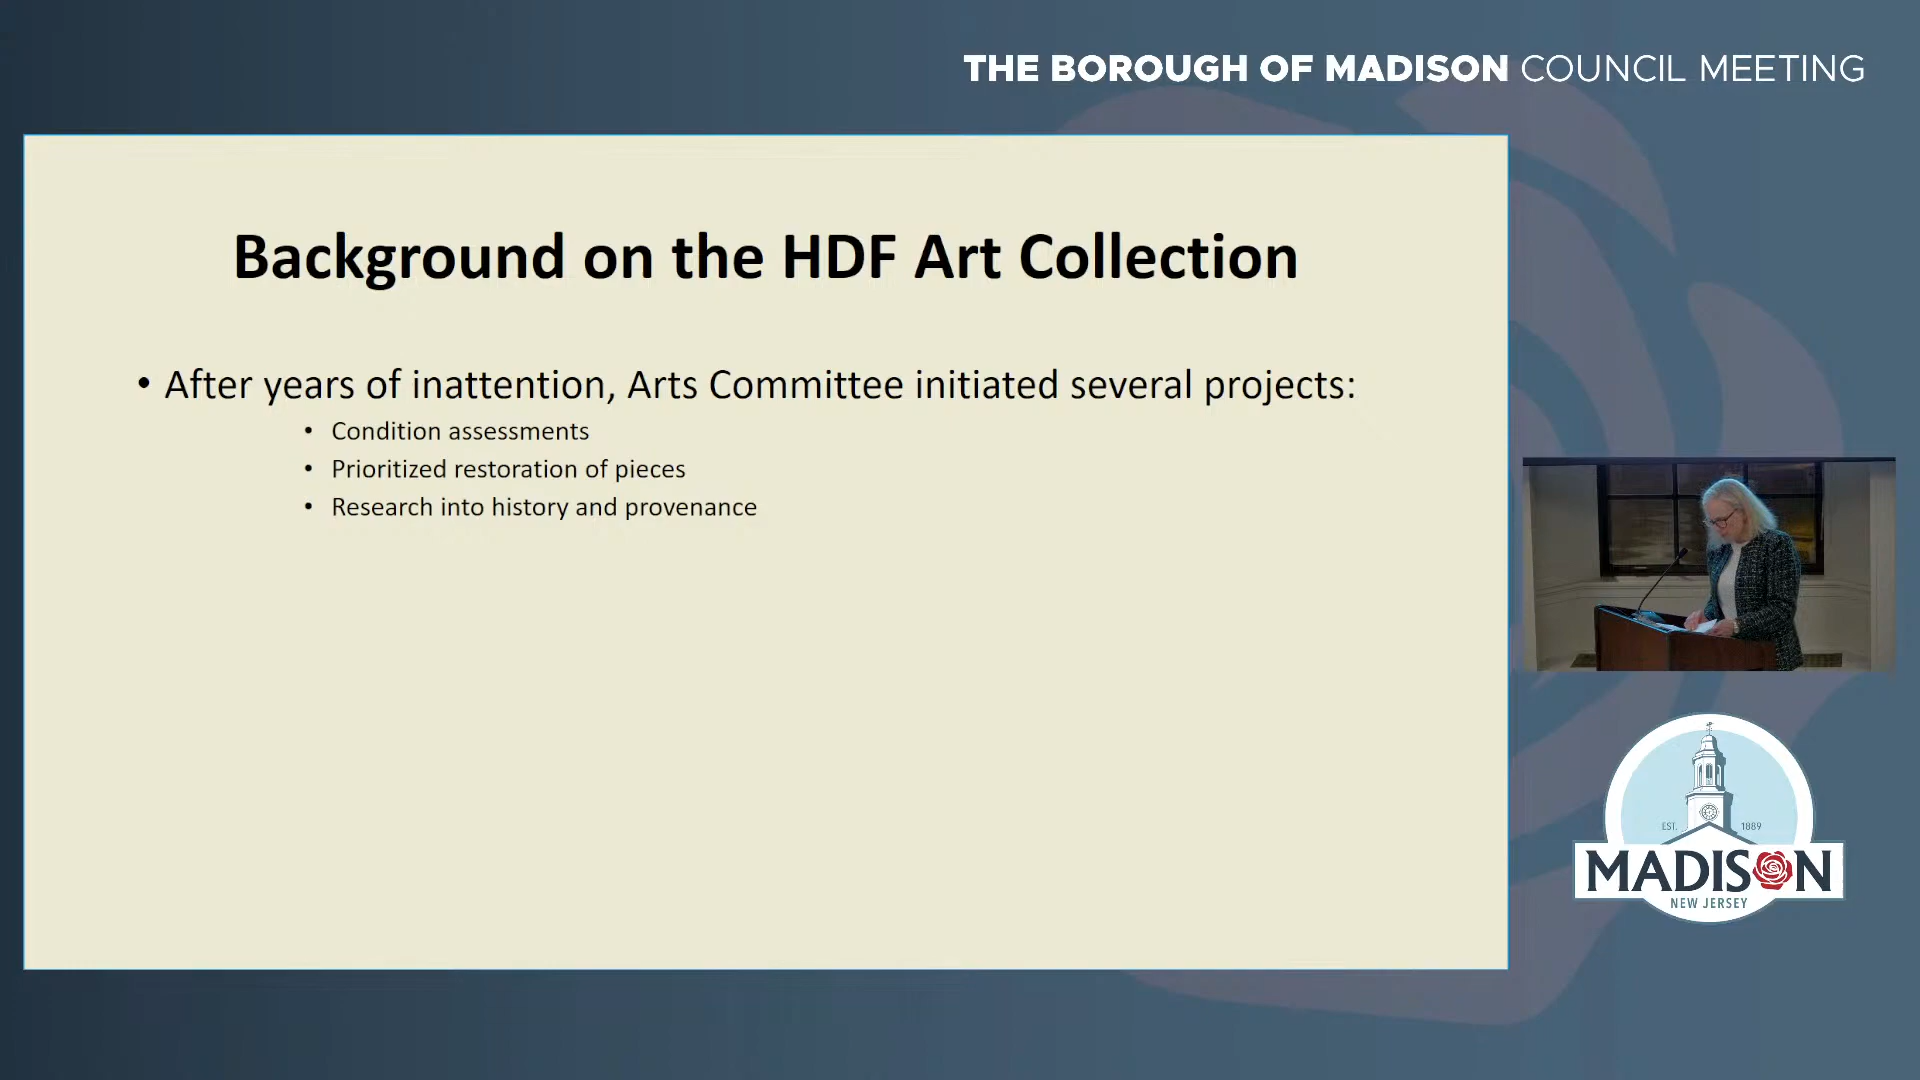 THE BOROUGH OF MADISON COUNCIL MEETING
Background on the HDF Art Collection
• After years of inattention, Arts Committee initiated several projects:
• Condition assessments
• Prioritized restoration of pieces
• Research into history and provenance
EST. 1889
MADISON
NEW JERSEY